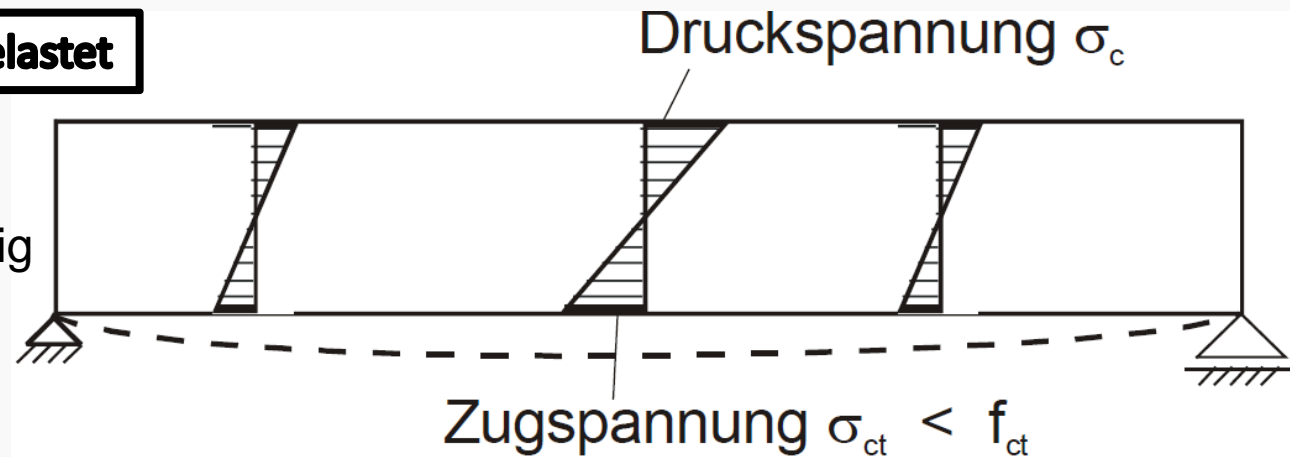 elastet
Druckspannung σc
ig
Zugspannung σct < fct